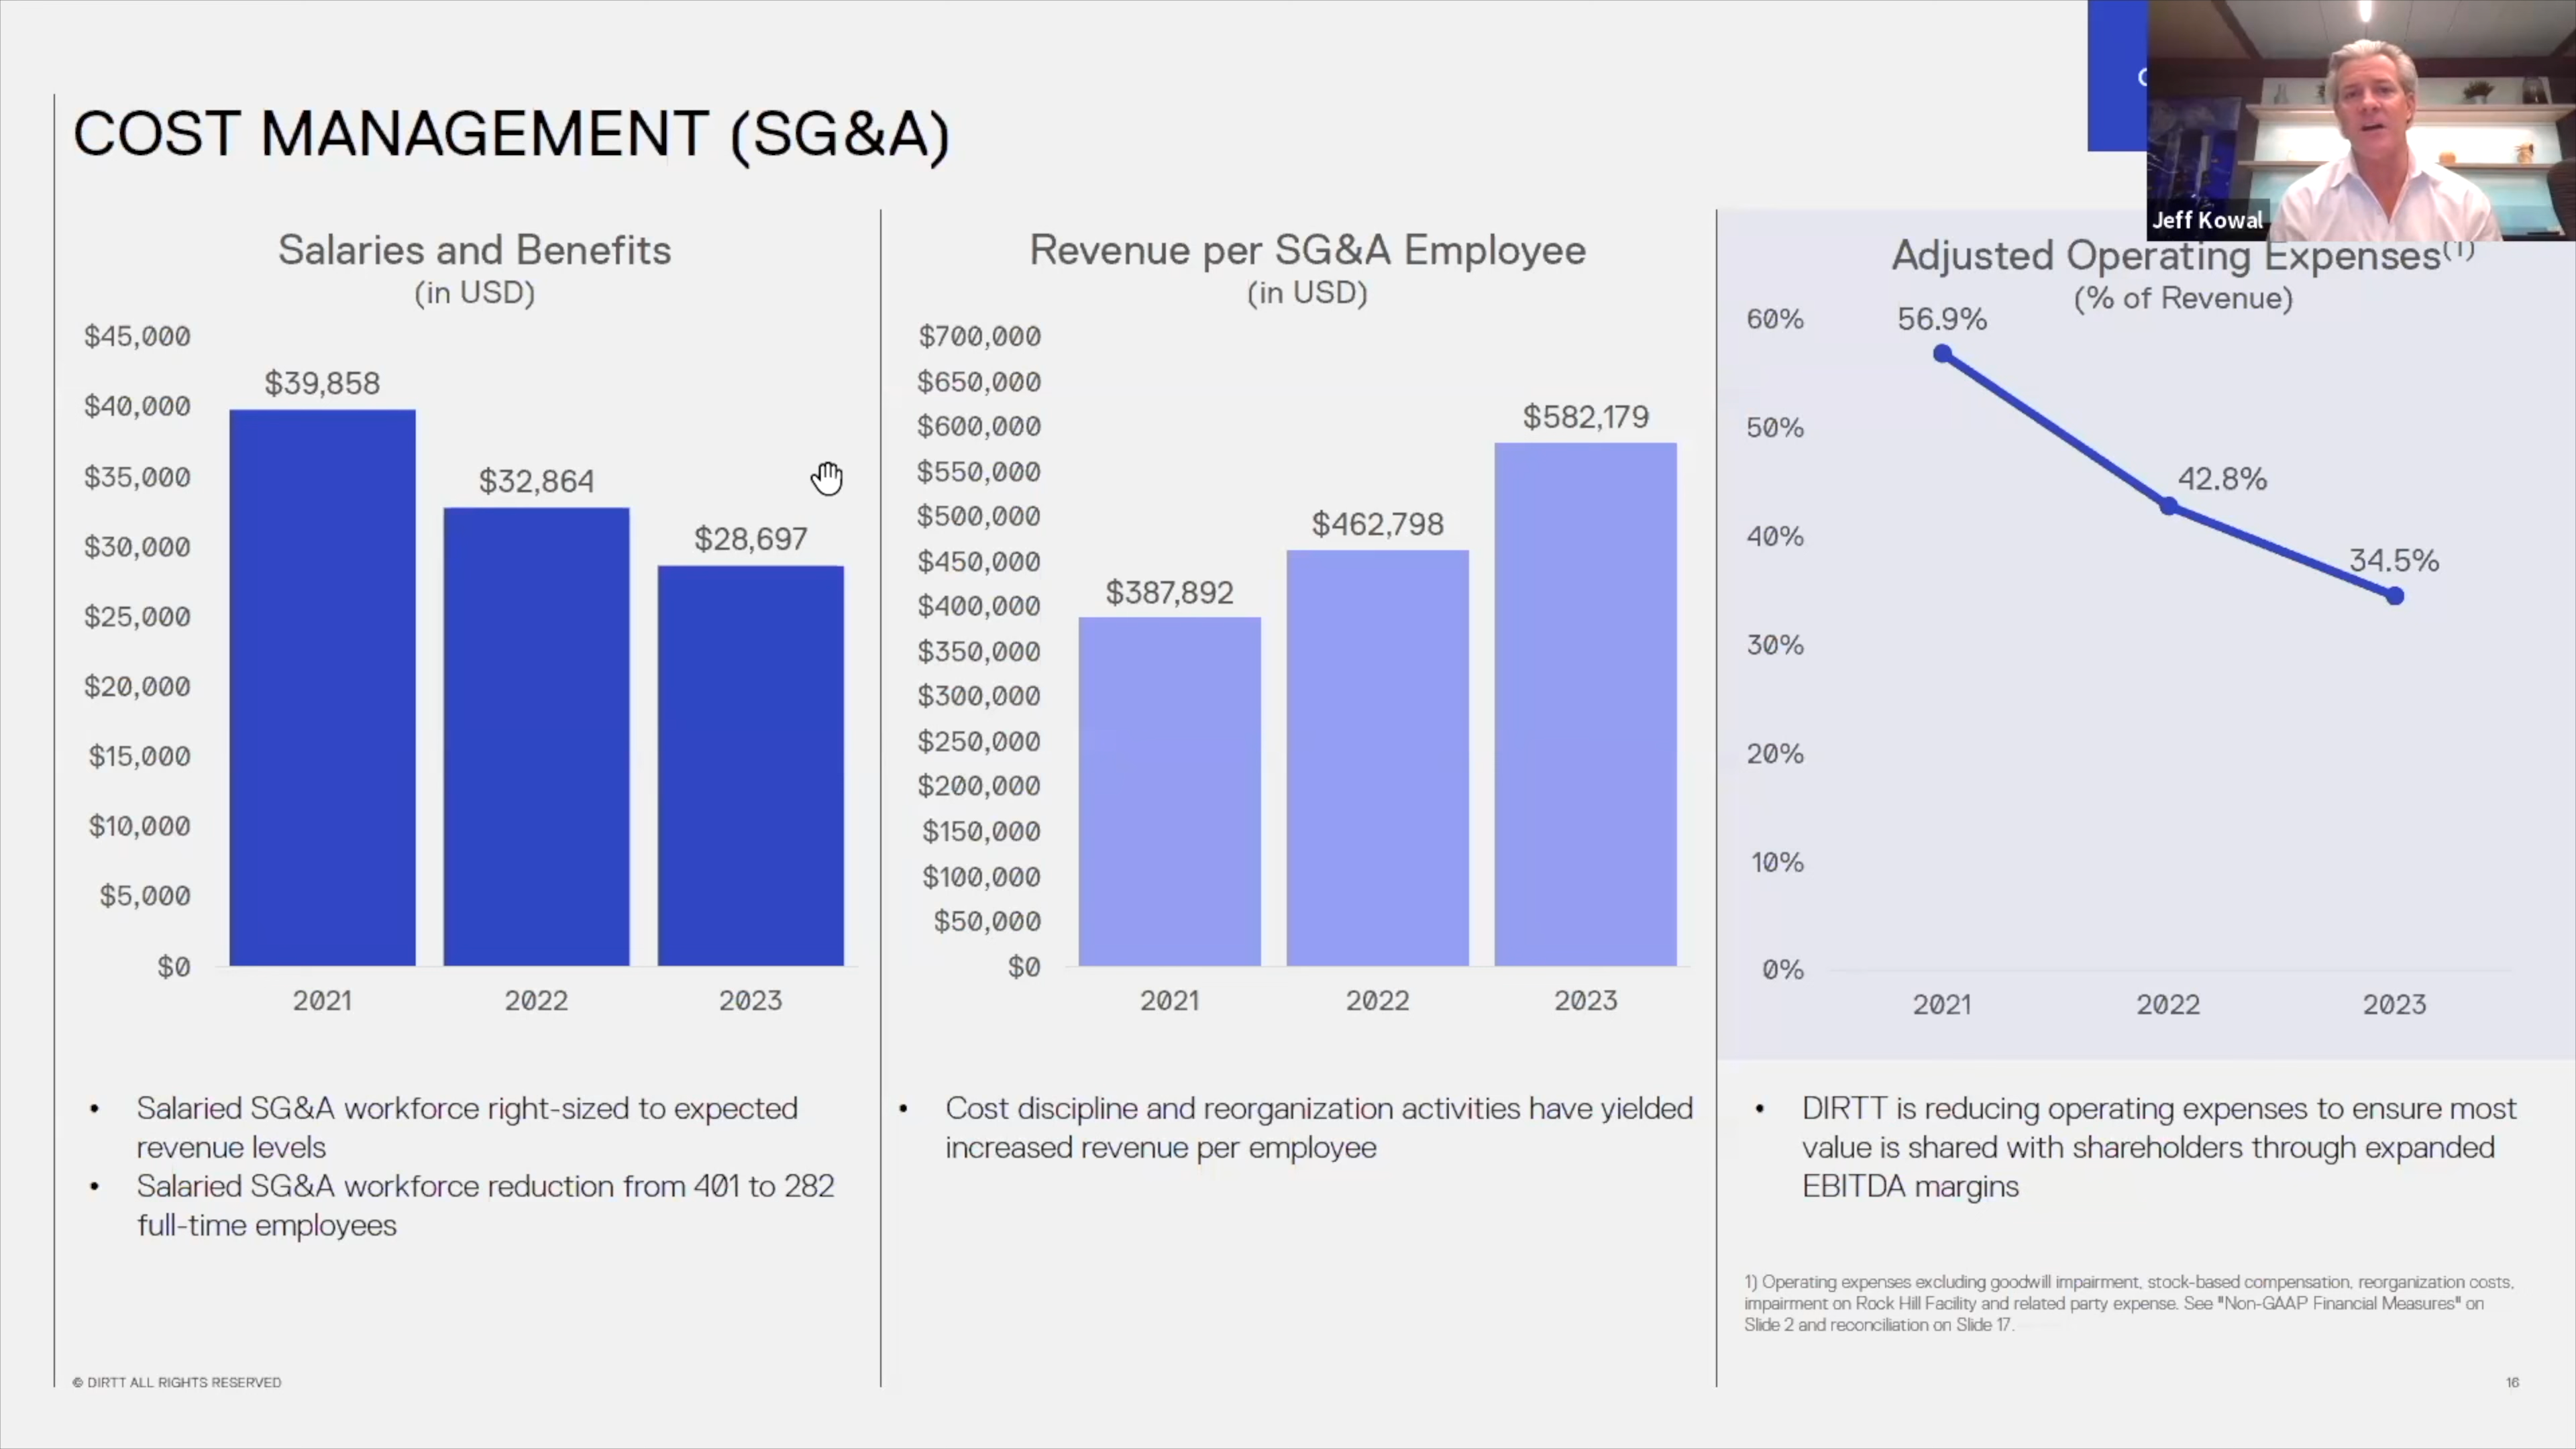 COST MANAGEMENT (SG&A)
Jeff Kowal
Salaries and Benefits
(in USD)
$45,000
$40,000
$35,000
$30,000
$25,000
$20,000
$15,000
$10,000
$5,000
$0
$39,858
$32,864
$28,697
2021
2022
2023
Salaried SG&A workforce right-sized to expected
revenue levels
Salaried SG&A workforce reduction from 401 to 282
full-time employees
Revenue per SG&A Employee
(in USD)
$700,000
$650,000
$600,000
$550,000
$500,000
$450,000
$400,000
$350,000
$300,000
$250,000
$200,000
$150,000
$100,000
$50,000
$0
$387,892
$462,798
$582,179
2021
2022
2023
Cost discipline and reorganization activities have yielded
increased revenue per employee
Adjusted Operating Expenses(1)
(% of Revenue)
60%
50%
40%
30%
20%
10%
0%
56.9%
42.8%
34.5%
2021
2022
2023
DIRTT is reducing operating expenses to ensure most
value is shared with shareholders through expanded
EBITDA margins
1) Operating expenses excluding goodwill impairment, stock-based compensation, reorganization costs,
impairment on Rock Hill Facility and related party expense. See "Non-GAAP Financial Measures" on
Slide 2 and reconciliation on Slide 17.
© DIRTT ALL RIGHTS RESERVED
16